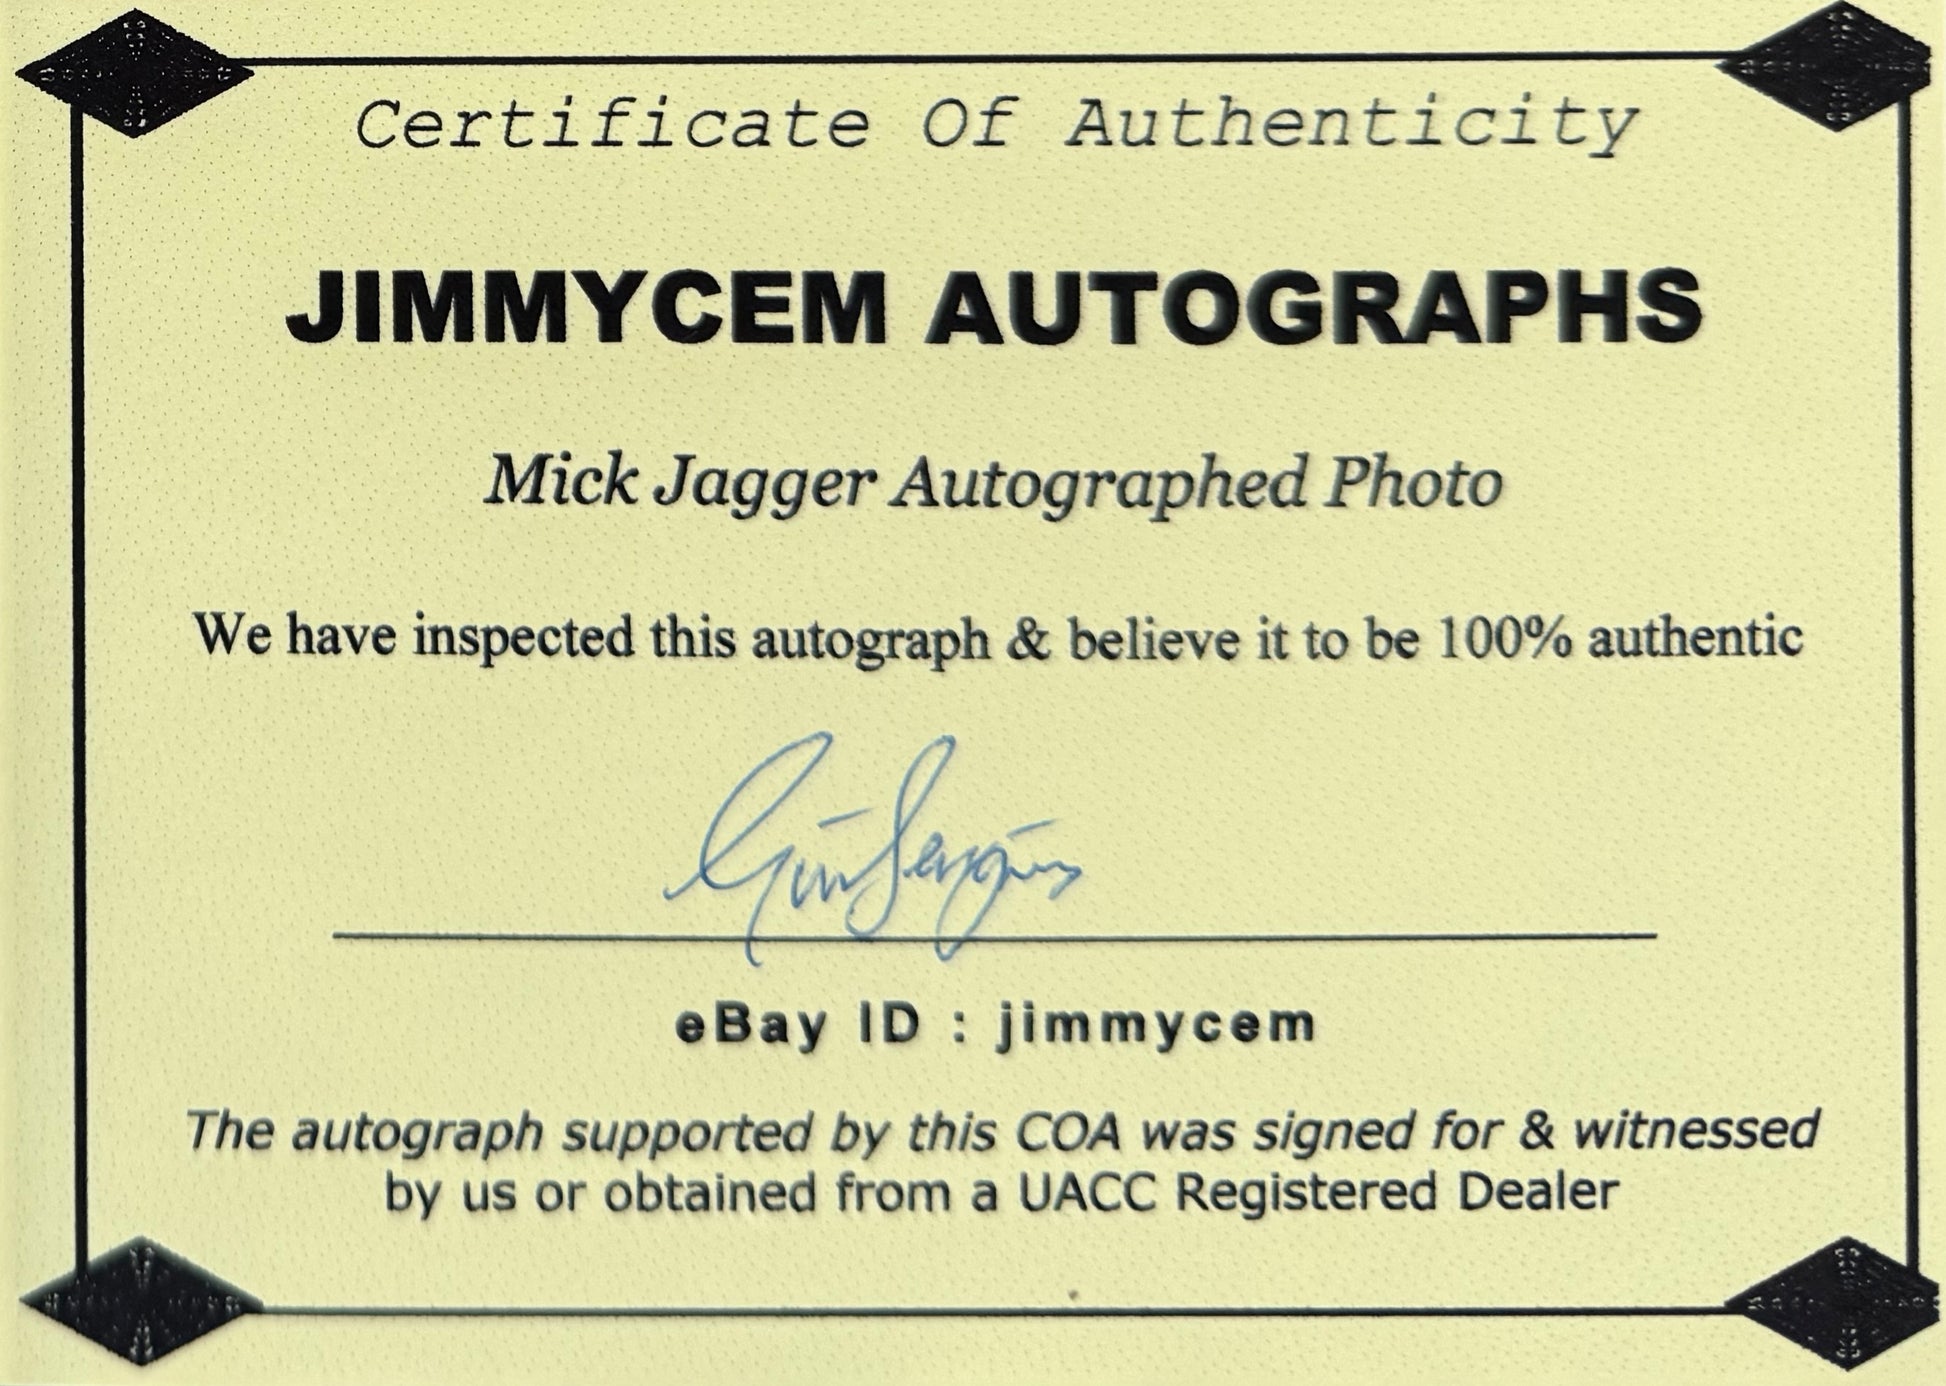 Certificate Of Authenticity
JIMMYCEM AUTOGRAPHS
Mick Jagger Autographed Photo
We have inspected this autograph & believe it to be 100% authentic
eBay ID : jimmycem
The autograph supported by this COA was signed for & witnessed
by us or obtained from a UACC Registered Dealer